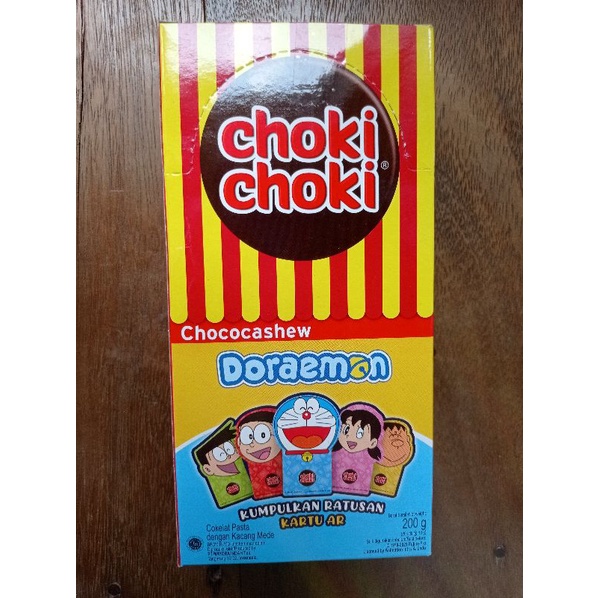 choki
choki®
Chococashew
Doraemon
KUMPULKAN RATUSAN
KARTU AR
Cokelat Pasta
dengan Kacang Mede
200 g